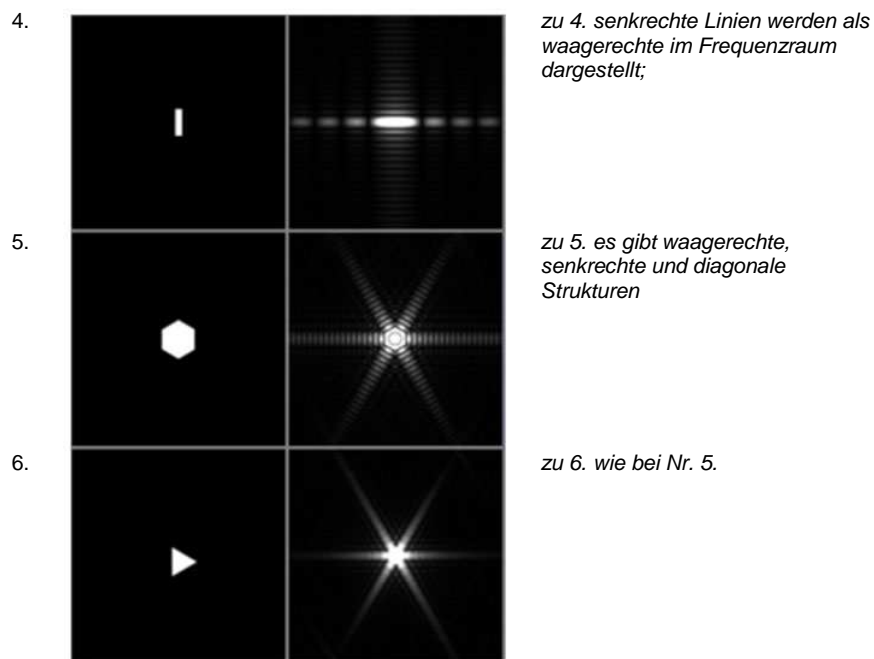 4.
zu 4. senkrechte Linien werden als
waagerechte im Frequenzraum
dargestellt;
5.
zu 5. es gibt waagerechte,
senkrechte und diagonale
Strukturen
6.
zu 6. wie bei Nr. 5.